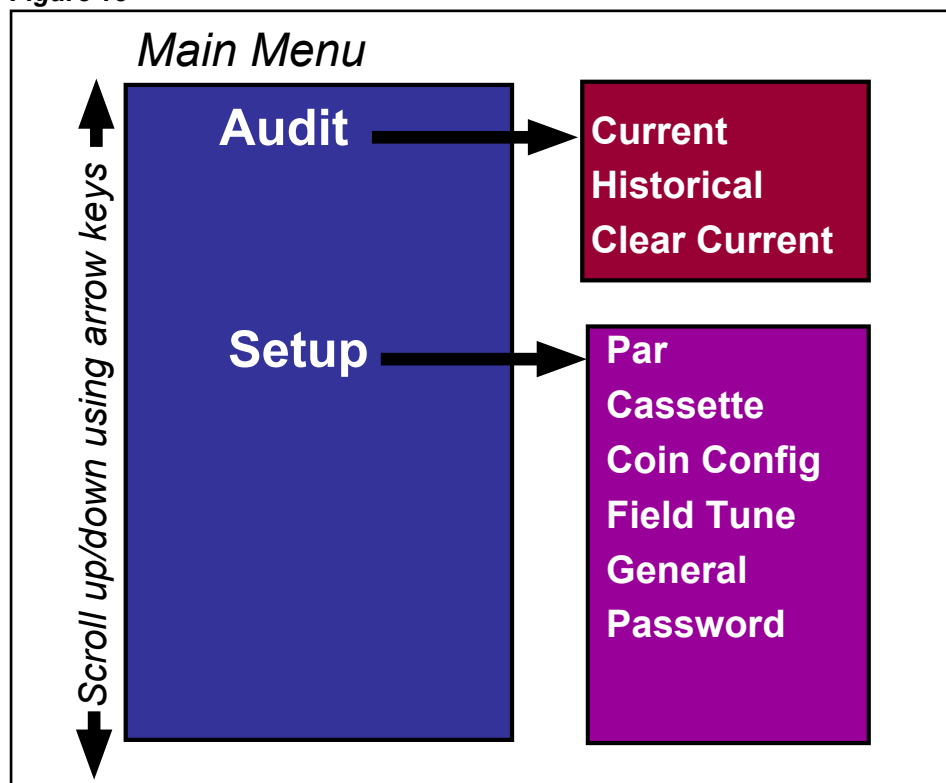 Main Menu
Scroll up/down using arrow keys
Audit
Current
Historical
Clear Current
Setup
Par
Cassette
Coin Config
Field Tune
General
Password